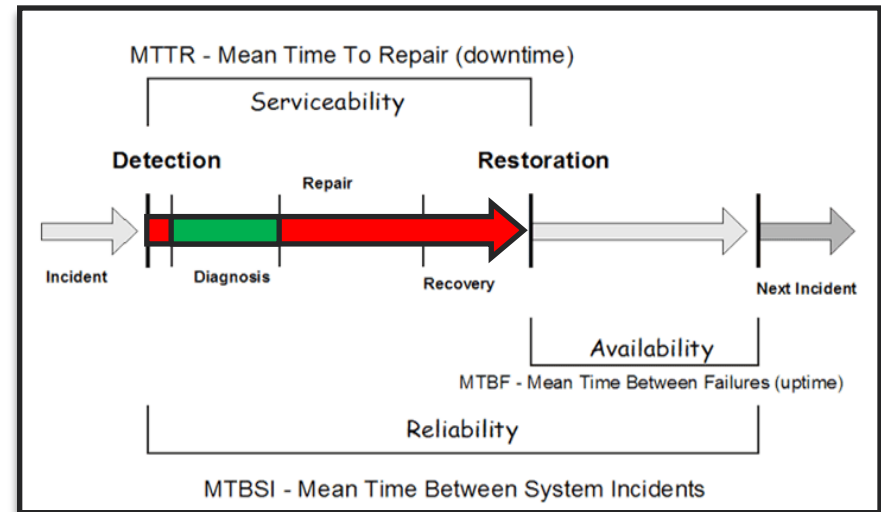 MTTR - Mean Time To Repair (downtime)
Serviceability
Detection
Restoration
Repair
Incident
Diagnosis
Recovery
Next Incident
Availability
MTBF - Mean Time Between Failures (uptime)
Reliability
MTBSI - Mean Time Between System Incidents